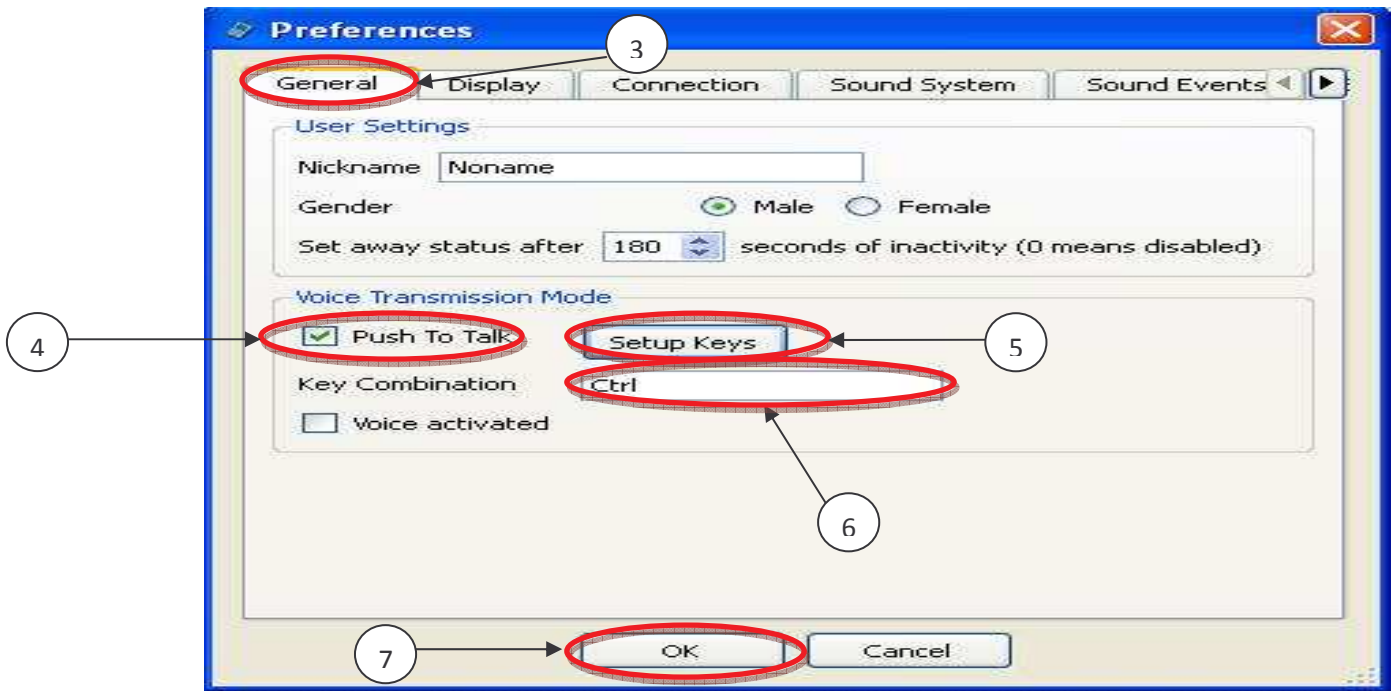 Preferences
3
General Display Connection Sound System Sound Events
User Settings
Nickname Noname
Gender Male Female
Set away status after 180 seconds of inactivity (0 means disabled)
Voice Transmission Mode
4 Push To Talk Setup Keys 5
Key Combination Ctrl
Voice activated
6
7 OK Cancel